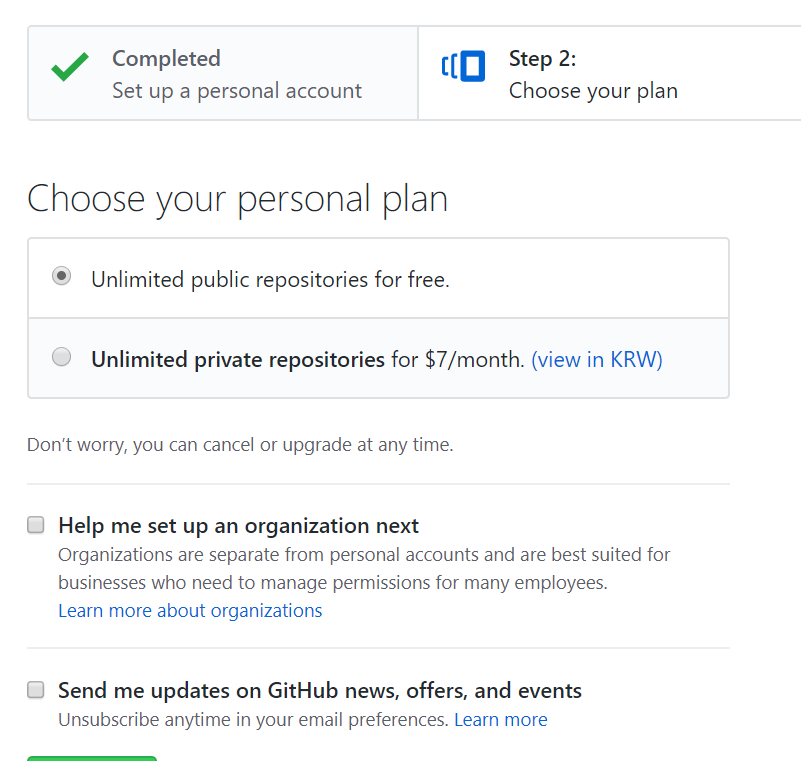 Completed
Set up a personal account
Step 2:
Choose your plan
Choose your personal plan
Unlimited public repositories for free.
Unlimited private repositories for $7/month. (view in KRW)
Don’t worry, you can cancel or upgrade at any time.
Help me set up an organization next
Organizations are separate from personal accounts and are best suited for
businesses who need to manage permissions for many employees.
Learn more about organizations
Send me updates on GitHub news, offers, and events
Unsubscribe anytime in your email preferences. Learn more